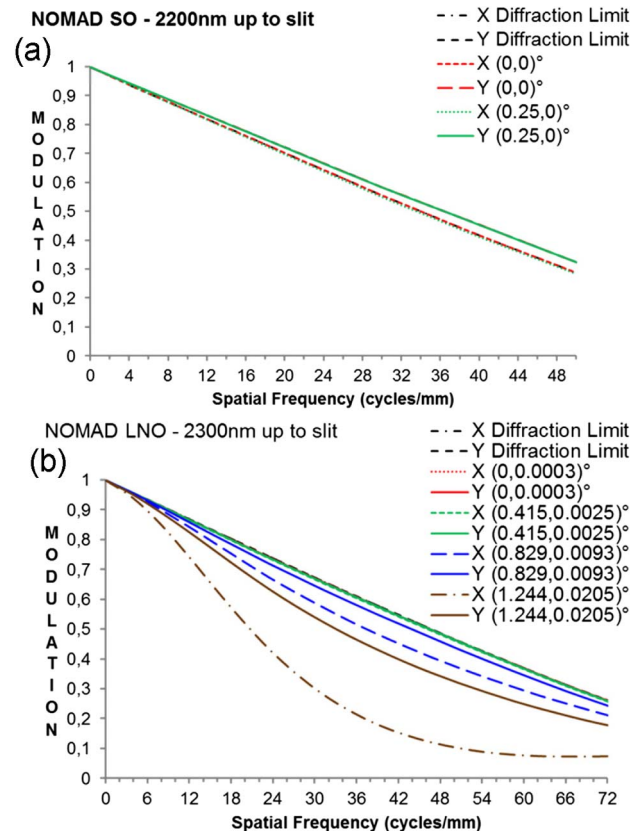 NOMAD SO - 2200nm up to slit
(a)
X Diffraction Limit
Y Diffraction Limit
X (0,0)°
Y (0,0)°
X (0.25,0)°
Y (0.25,0)°
MODULATION
1
0,9
0,8
0,7
0,6
0,5
0,4
0,3
0,2
0,1
0
0 4 8 12 16 20 24 28 32 36 40 44 48
Spatial Frequency (cycles/mm)
NOMAD LNO - 2300nm up to slit
(b)
X Diffraction Limit
Y Diffraction Limit
X (0,0.0003)°
Y (0,0.0003)°
X (0.415,0.0025)°
Y (0.415,0.0025)°
X (0.829,0.0093)°
Y (0.829,0.0093)°
X (1.244,0.0205)°
Y (1.244,0.0205)°
MODULATION
1
0,9
0,8
0,7
0,6
0,5
0,4
0,3
0,2
0,1
0
0 6 12 18 24 30 36 42 48 54 60 66 72
Spatial Frequency (cycles/mm)